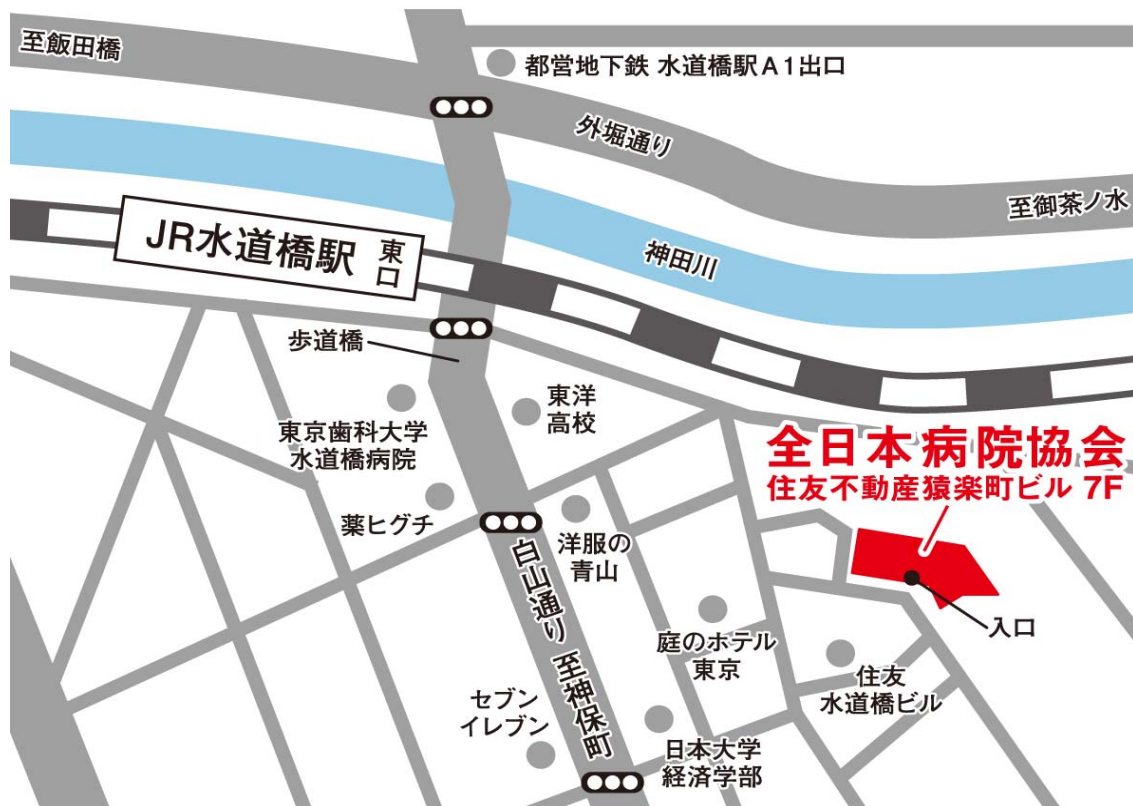 至飯田橋
都営地下鉄 水道橋駅A1出口
外堀通り
至御茶ノ水
JR水道橋駅
東口
神田川
歩道橋
東洋
高校
東京歯科大学
水道橋病院
全日本病院協会
住友不動産猿楽町ビル 7F
薬ヒグチ
洋服の
青山
白山通り 至神保町
入口
庭のホテル
東京
住友
水道橋ビル
セブン
イレブン
日本大学
経済学部